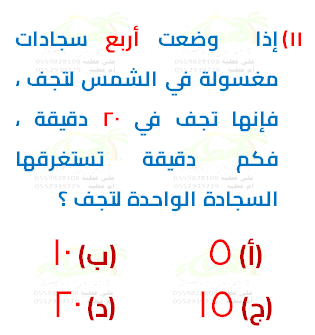 ١١) إذا وضعت أربع سجادات
مغسولة في الشمس لتجف ،
فإنها تجف في ٢٠ دقيقة ،
فكم دقيقة تستغرقها
السجادة الواحدة لتجف ؟
(أ) ٥ (ب) ١٠
(ج) ١٥ (د) ٢٠